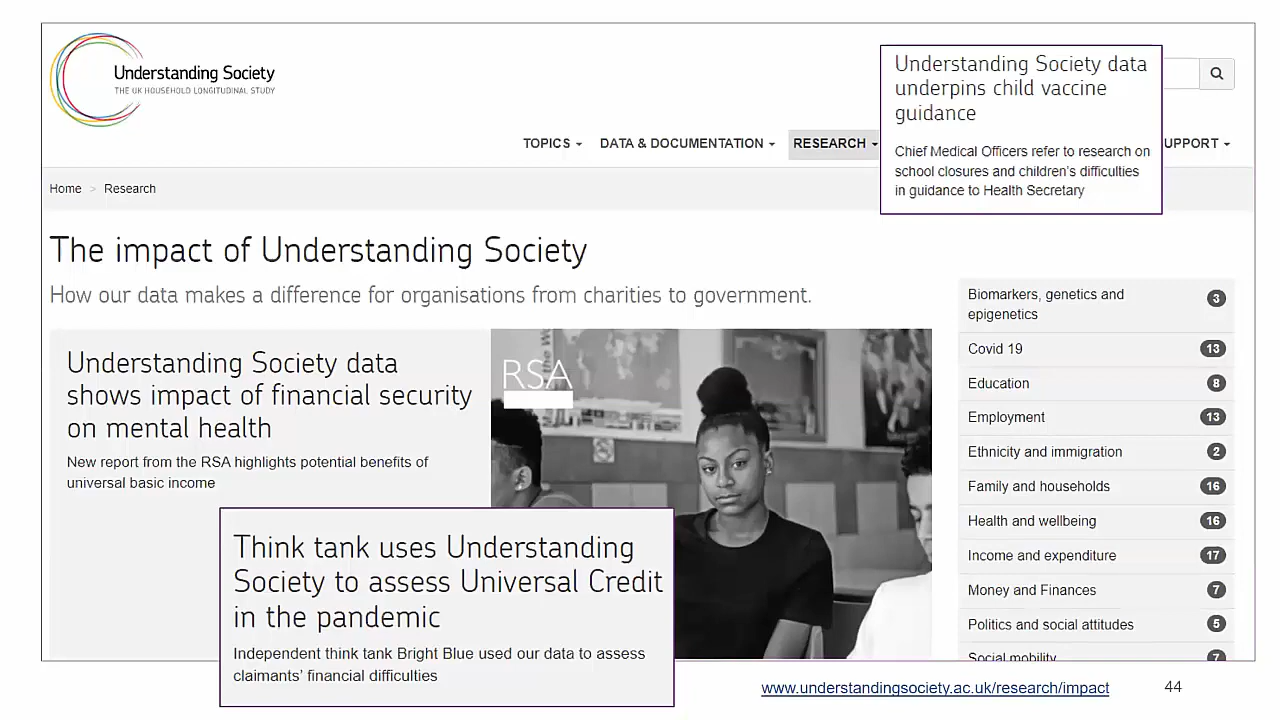 Understanding Society
THE UK HOUSEHOLD LONGITUDINAL STUDY
Understanding Society data
underpins child vaccine
guidance
Chief Medical Officers refer to research on
school closures and children's difficulties
in guidance to Health Secretary
TOPICS
DATA & DOCUMENTATION
RESEARCH
UPPORT
Home > Research
The impact of Understanding Society
How our data makes a difference for organisations from charities to government.
Understanding Society data
shows impact of financial security
on mental health
New report from the RSA highlights potential benefits of
universal basic income
RSA
Think tank uses Understanding
Society to assess Universal Credit
in the pandemic
Independent think tank Bright Blue used our data to assess
claimants' financial difficulties
Biomarkers, genetics and
epigenetics 3
Covid 19 13
Education 8
Employment 13
Ethnicity and immigration 2
Family and households 16
Health and wellbeing 16
Income and expenditure 17
Money and Finances 7
Politics and social attitudes 5
Social mobility 7
www.understandingsociety.ac.uk/research/impact
44